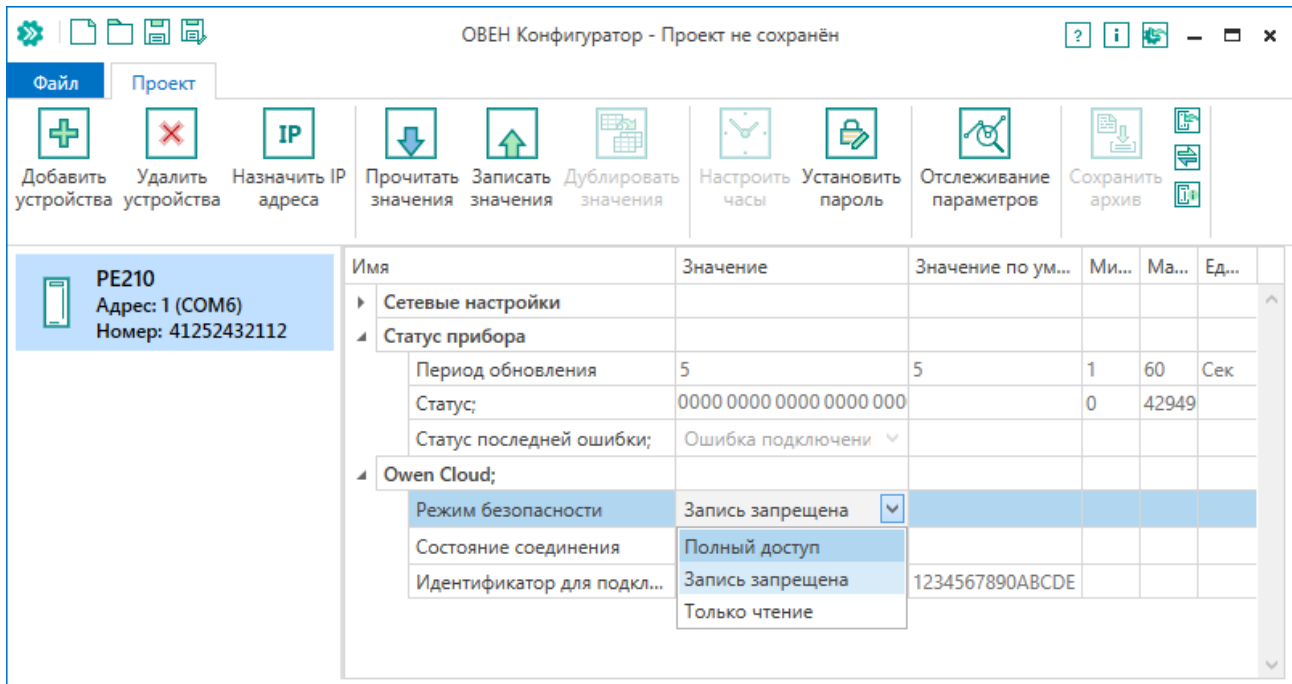 ОВЕН Конфигуратор - Проект не сохранён
? i
Файл Проект
IP
Добавить устройства
Удалить устройства
Назначить IP адреса
Прочитать значения
Записать значения
Дублировать значения
Настроить часы
Установить пароль
Отслеживание параметров
Сохранить архив
ПЕ210
Адрес: 1 (COM6)
Номер: 41252432112
Имя Значение Значение по ум... Ми... Ма... Ед...
Сетевые настройки
Статус прибора
Период обновления 5 5 1 60 Сек
Статус; 0000 0000 0000 0000 000 0 42949
Статус последней ошибки; Ошибка подключени
Owen Cloud;
Режим безопасности Запись запрещена
Состояние соединения Полный доступ
Идентификатор для подкл... Запись запрещена 1234567890ABCDE
Только чтение